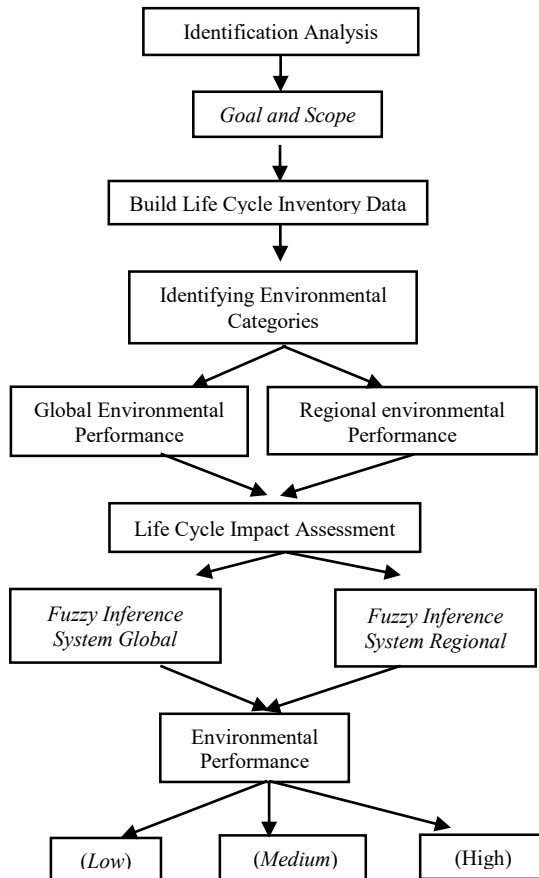 Identification Analysis
Goal and Scope
Build Life Cycle Inventory Data
Identifying Environmental
Categories
Global Environmental
Performance
Regional environmental
Performance
Life Cycle Impact Assessment
Fuzzy Inference
System Global
Fuzzy Inference
System Regional
Environmental
Performance
(Low)
(Medium)
(High)